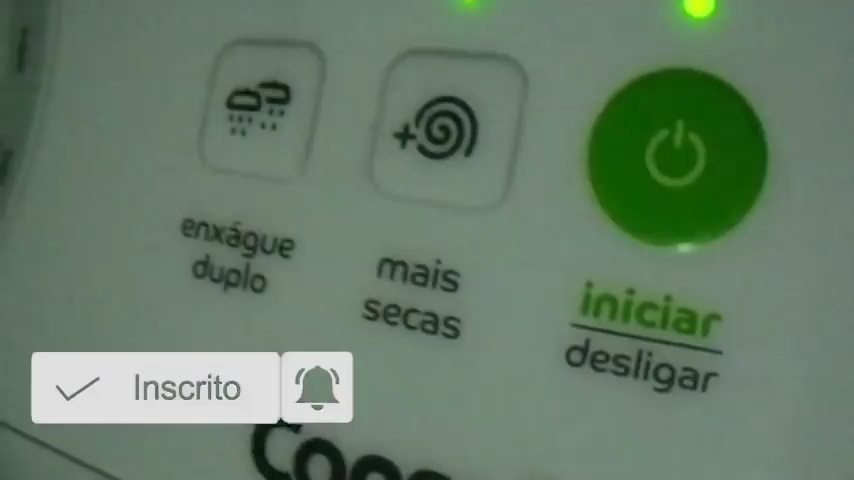 enxágue
duplo
mais
secas
iniciar
desligar
Inscrito